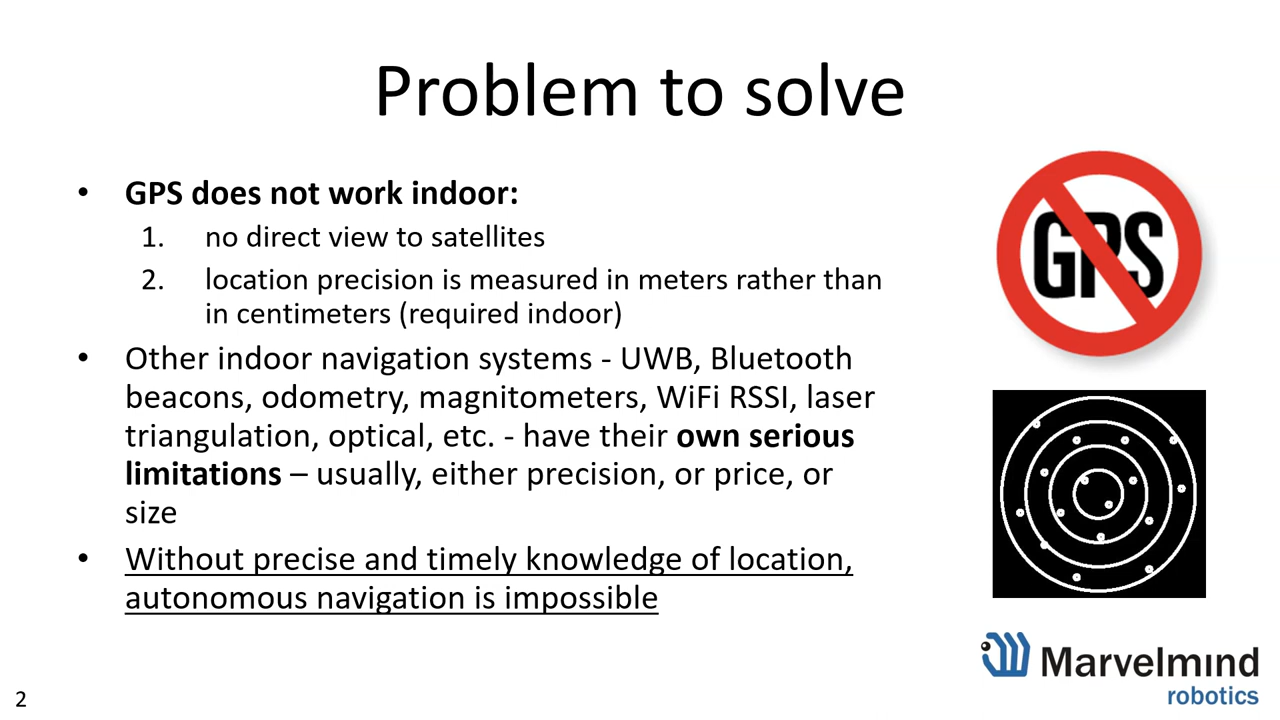 Problem to solve
• GPS does not work indoor:
1. no direct view to satellites
2. location precision is measured in meters rather than
in centimeters (required indoor)
• Other indoor navigation systems - UWB, Bluetooth
beacons, odometry, magnitometers, WiFi RSSI, laser
triangulation, optical, etc. - have their own serious
limitations – usually, either precision, or price, or
size
• Without precise and timely knowledge of location,
autonomous navigation is impossible
GPS
Marvelmind
robotics
2